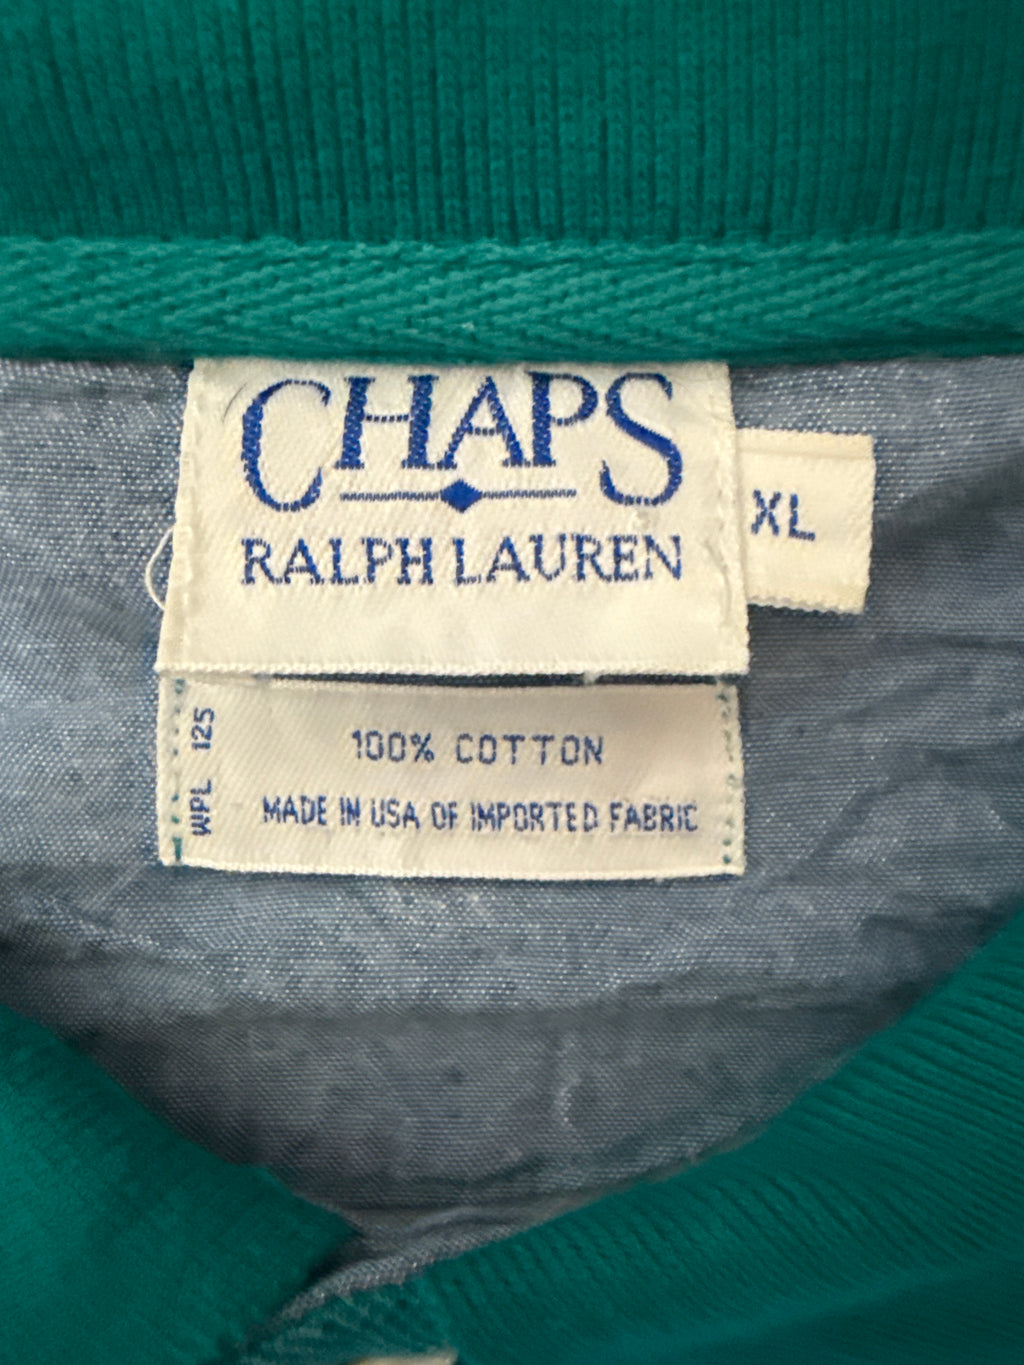 CHAPS
RALPH LAUREN
XL
WPL 125
100% COTTON
MADE IN USA OF IMPORTED FABRIC